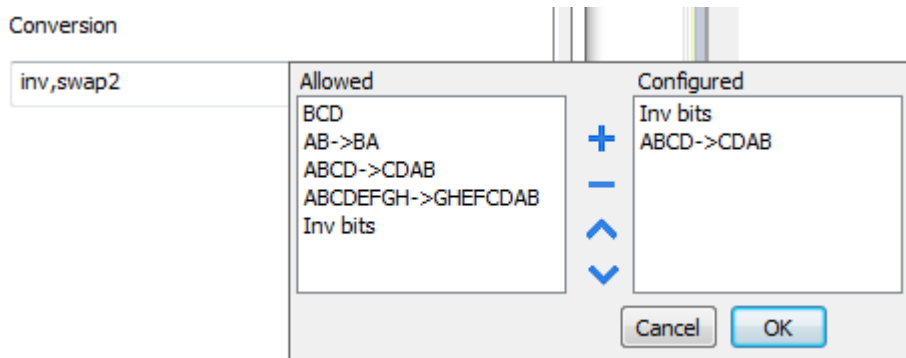 Conversion
inv,swap2
Allowed
BCD
AB->BA
ABCD->CDAB
ABCDEFGH->GHEFCDAB
Inv bits
Configured
Inv bits
ABCD->CDAB
Cancel
OK